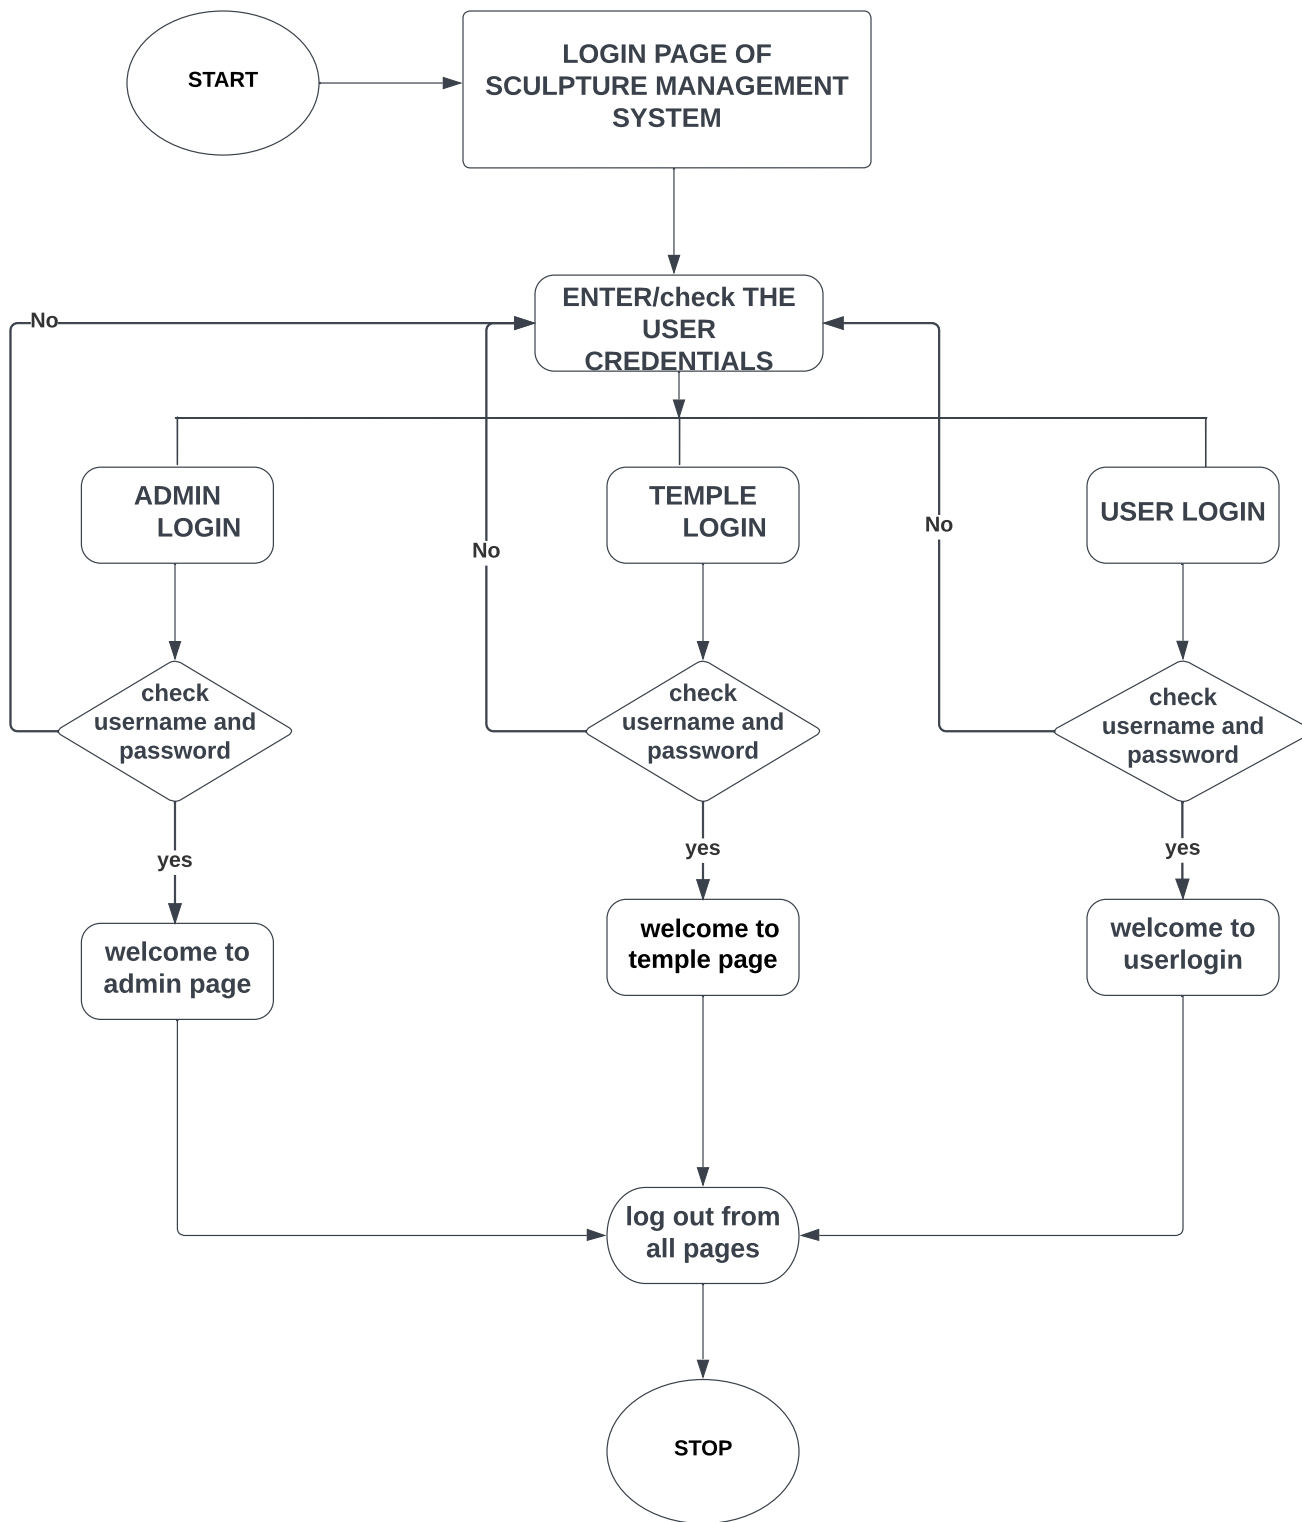 START
LOGIN PAGE OF
SCULPTURE MANAGEMENT
SYSTEM
ENTER/check THE
USER
CREDENTIALS
No
No
No
ADMIN
LOGIN
TEMPLE
LOGIN
USER LOGIN
check
username and
password
check
username and
password
check
username and
password
yes
yes
yes
welcome to
admin page
welcome to
temple page
welcome to
userlogin
log out from
all pages
STOP